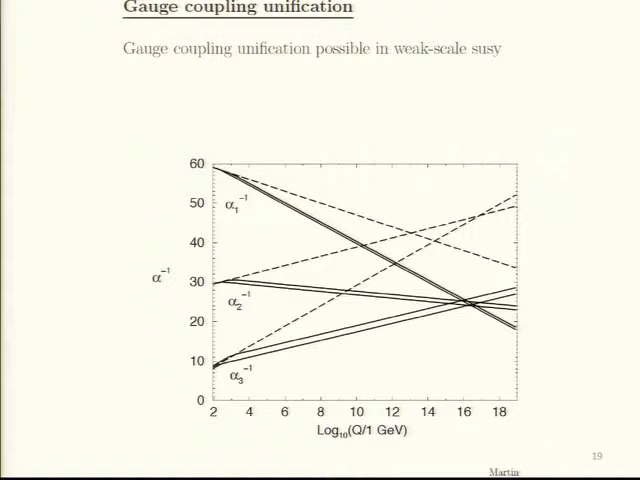 Gauge coupling unification
Gauge coupling unification possible in weak-scale susy
60
50
40
30
20
10
0
α⁻¹
α₁⁻¹
α₂⁻¹
α₃⁻¹
2 4 6 8 10 12 14 16 18
Log₁₀(Q/1 GeV)
19
Martin